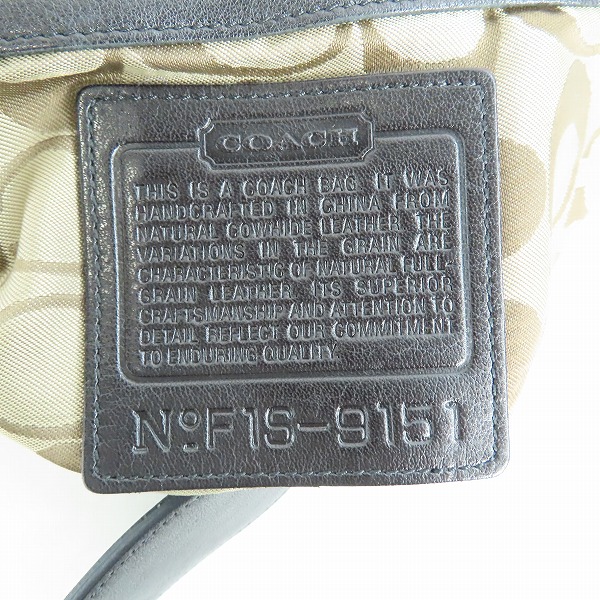 COACH
THIS IS A COACH BAG. IT WAS
HANDCRAFTED IN CHINA FROM
NATURAL COWHIDE LEATHER. THE
VARIATIONS IN THE GRAIN ARE
CHARACTERISTIC OF NATURAL FULL-
GRAIN LEATHER. ITS SUPERIOR
CRAFTSMANSHIP AND ATTENTION TO
DETAIL REFLECT OUR COMMITMENT
TO ENDURING QUALITY.
No F1S-9151